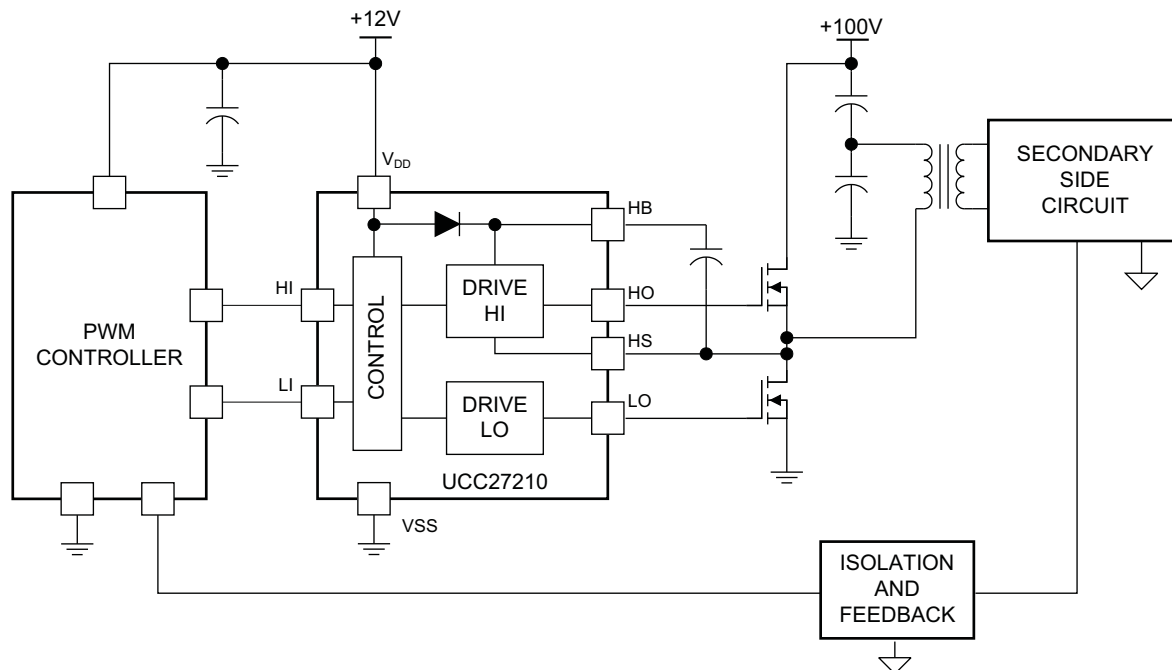 +12V
+100V
V_DD
SECONDARY
SIDE
CIRCUIT
HB
HI
DRIVE
HI
HO
PWM
CONTROLLER
CONTROL
HS
LI
DRIVE
LO
LO
UCC27210
VSS
ISOLATION
AND
FEEDBACK